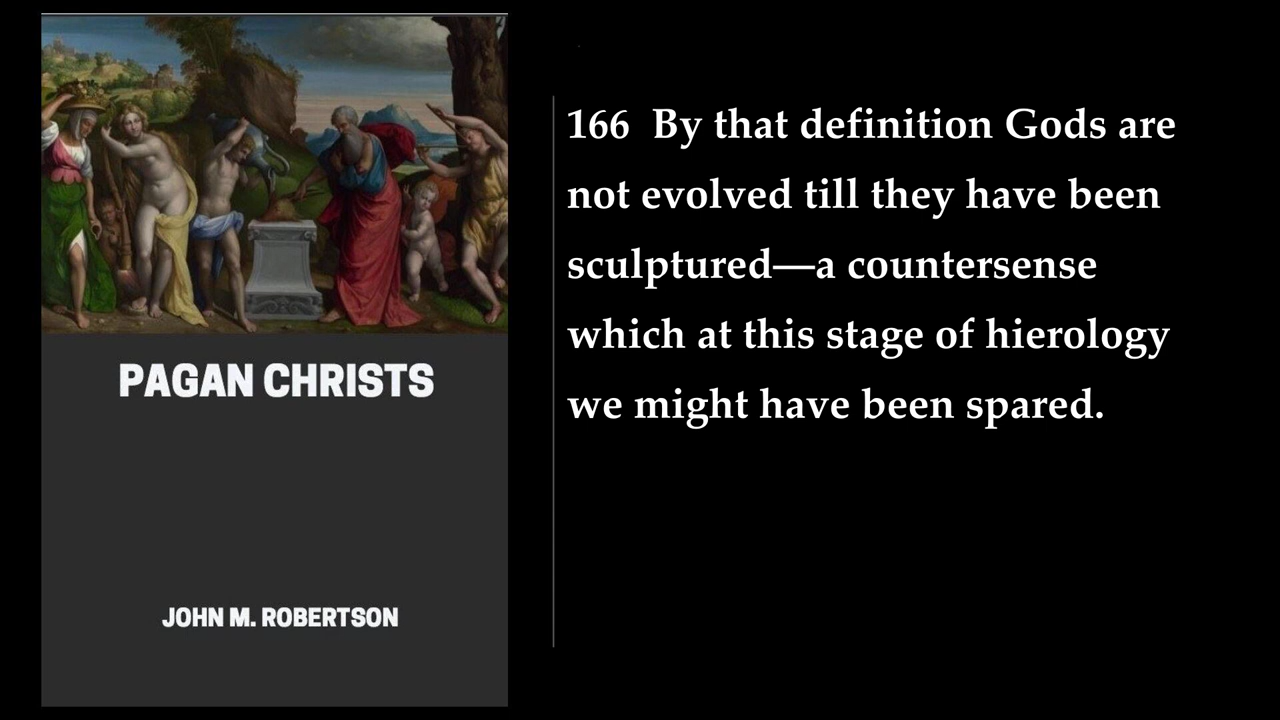 PAGAN CHRISTS
JOHN M. ROBERTSON
166  By that definition Gods are
not evolved till they have been
sculptured—a countersense
which at this stage of hierology
we might have been spared.